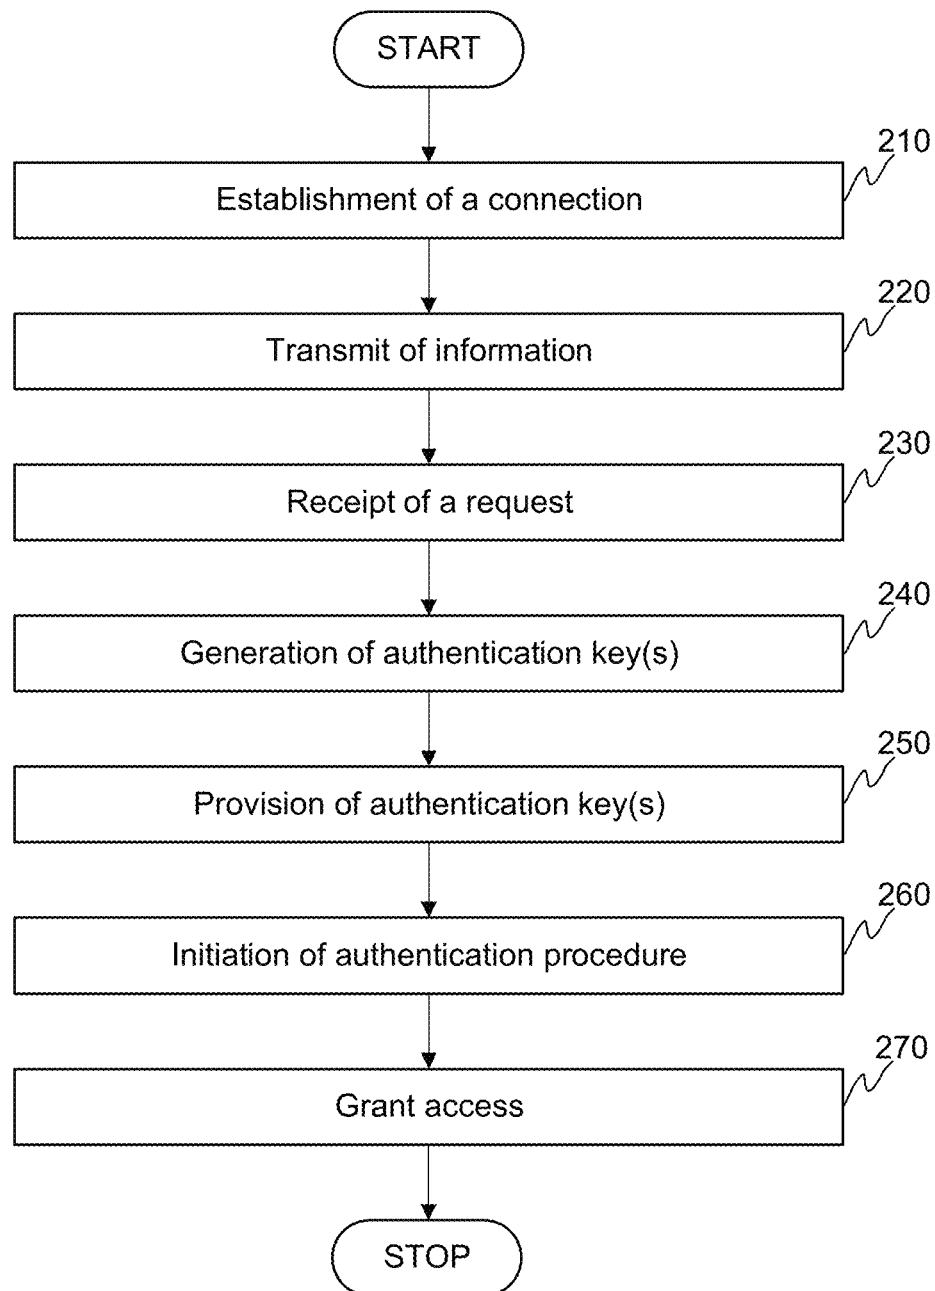 START
210
Establishment of a connection
220
Transmit of information
230
Receipt of a request
240
Generation of authentication key(s)
250
Provision of authentication key(s)
260
Initiation of authentication procedure
270
Grant access
STOP